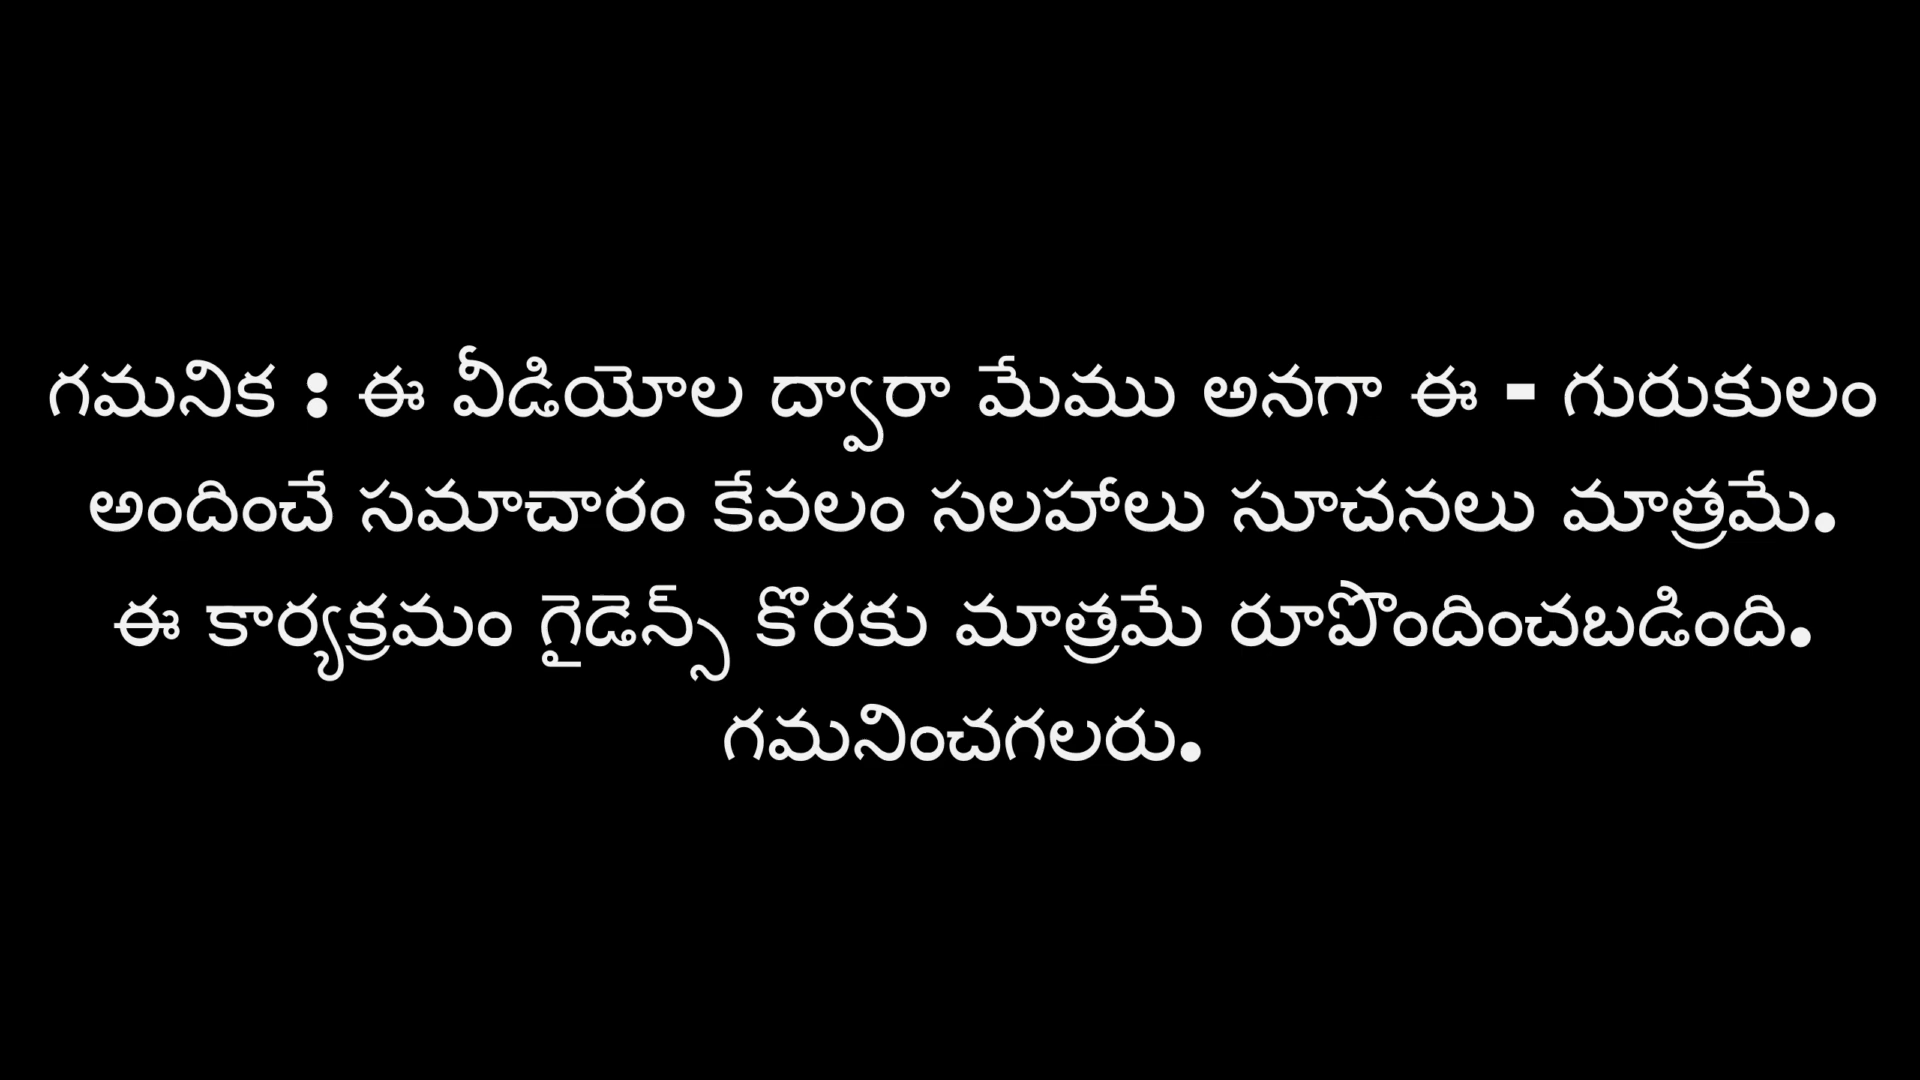 గమనిక : ఈ వీడియోల ద్వారా మేము అనగా ఈ - గురుకులం
అందించే సమాచారం కేవలం సలహాలు సూచనలు మాత్రమే.
ఈ కార్యక్రమం గైడెన్స్ కొరకు మాత్రమే రూపొందించబడింది.
గమనించగలరు.